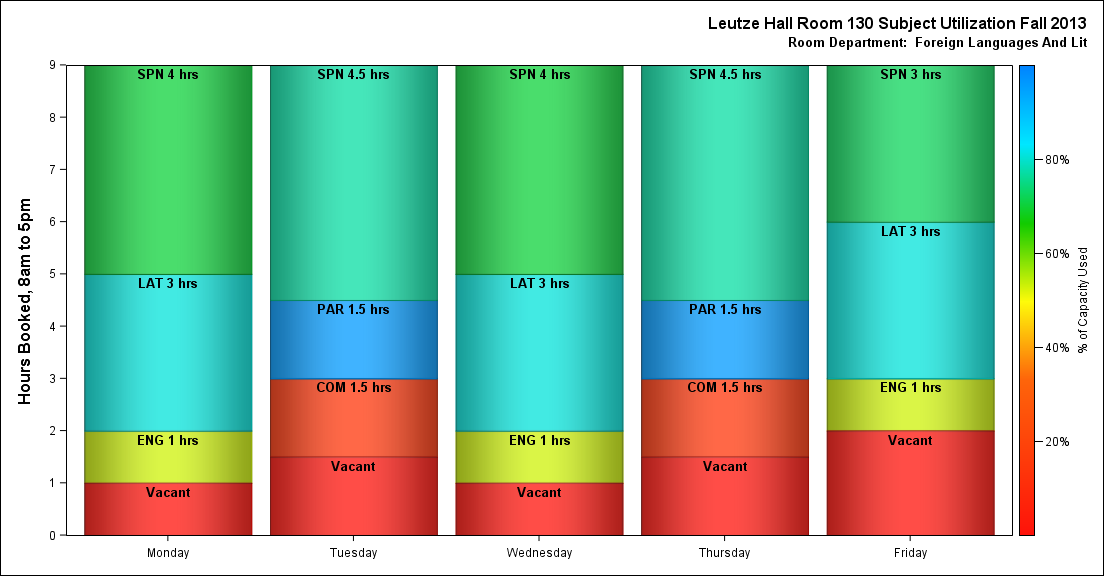 Leutze Hall Room 130 Subject Utilization Fall 2013
Room Department:  Foreign Languages And Lit
Hours Booked, 8am to 5pm
9
8
7
6
5
4
3
2
1
0
SPN 4 hrs
LAT 3 hrs
ENG 1 hrs
Vacant
Monday
SPN 4.5 hrs
PAR 1.5 hrs
COM 1.5 hrs
Vacant
Tuesday
SPN 4 hrs
LAT 3 hrs
ENG 1 hrs
Vacant
Wednesday
SPN 4.5 hrs
PAR 1.5 hrs
COM 1.5 hrs
Vacant
Thursday
SPN 3 hrs
LAT 3 hrs
ENG 1 hrs
Vacant
Friday
80%
60%
40%
20%
% of Capacity Used